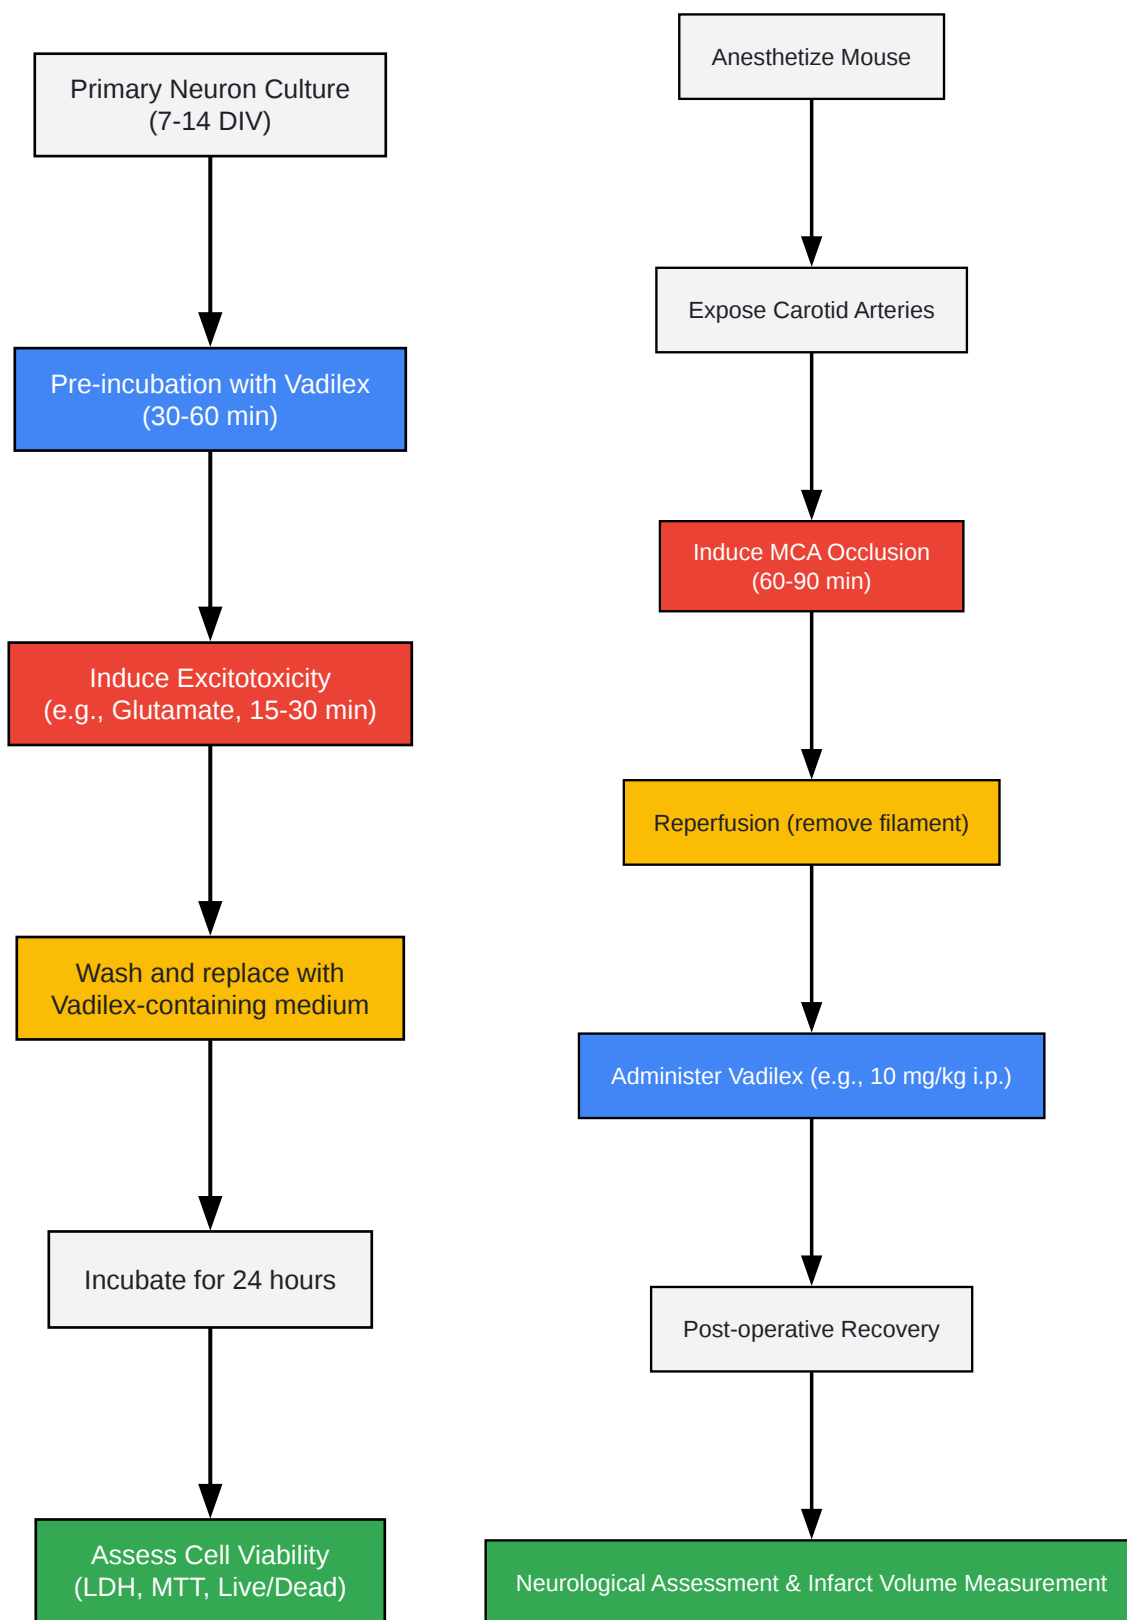 Primary Neuron Culture
(7-14 DIV)
Pre-incubation with Vadilex
(30-60 min)
Induce Excitotoxicity
(e.g., Glutamate, 15-30 min)
Wash and replace with
Vadilex-containing medium
Incubate for 24 hours
Assess Cell Viability
(LDH, MTT, Live/Dead)
Anesthetize Mouse
Expose Carotid Arteries
Induce MCA Occlusion
(60-90 min)
Reperfusion (remove filament)
Administer Vadilex (e.g., 10 mg/kg i.p.)
Post-operative Recovery
Neurological Assessment & Infarct Volume Measurement